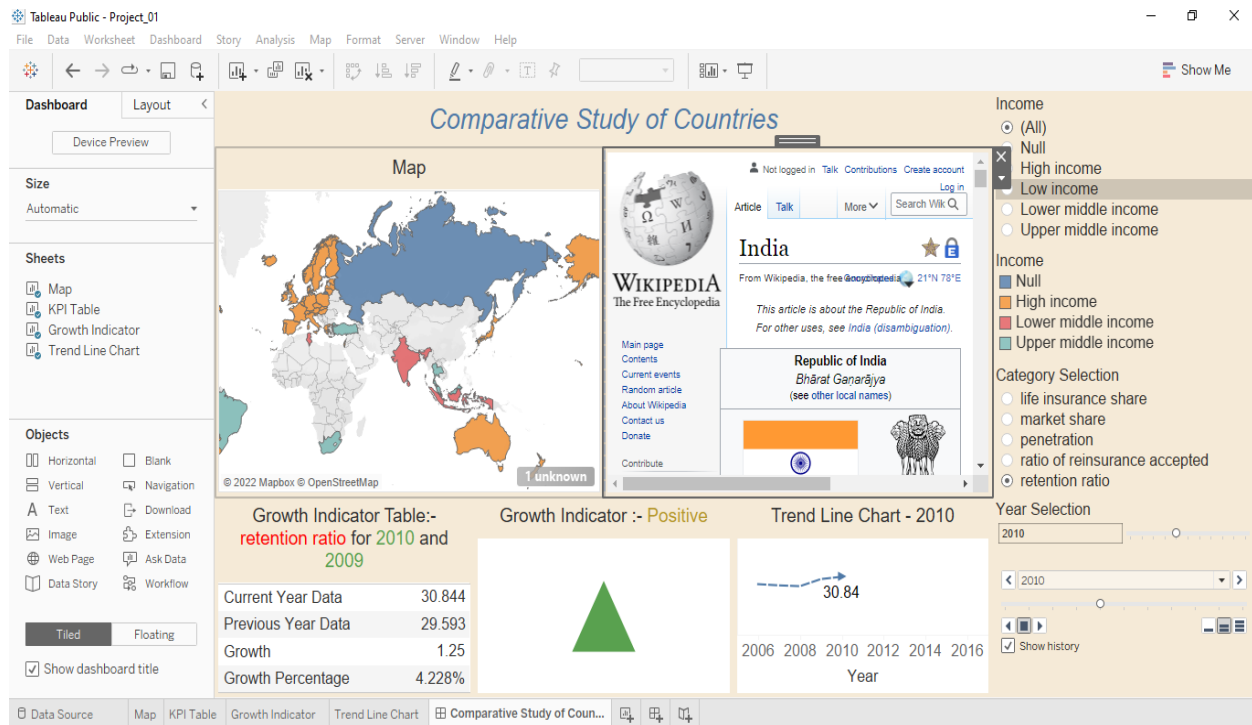 Tableau Public - Project_01
File Data Worksheet Dashboard Story Analysis Map Format Server Window Help
Show Me
Dashboard Layout
Device Preview
Size
Automatic
Sheets
Map
KPI Table
Growth Indicator
Trend Line Chart
Objects
Horizontal Blank
Vertical Navigation
A Text Download
Image Extension
Web Page Ask Data
Data Story Workflow
Tiled Floating
Show dashboard title
Comparative Study of Countries
Map
© 2022 Mapbox © OpenStreetMap
1 unknown
WIKIPEDIA
The Free Encyclopedia
Main page
Contents
Current events
Random article
About Wikipedia
Contact us
Donate
Contribute
Not logged in Talk Contributions Create account
Log in
Article Talk More Search Wik
India
From Wikipedia, the free 21°N 78°E
This article is about the Republic of India.
For other uses, see India (disambiguation).
Republic of India
Bhārat Gaṇarājya
(see other local names)
Growth Indicator Table:-
retention ratio for 2010 and
2009
Current Year Data 30.844
Previous Year Data 29.593
Growth 1.25
Growth Percentage 4.228%
Growth Indicator :- Positive
Trend Line Chart - 2010
30.84
2006 2008 2010 2012 2014 2016
Year
Income
(All)
Null
High income
Low income
Lower middle income
Upper middle income
Income
Null
High income
Lower middle income
Upper middle income
Category Selection
life insurance share
market share
penetration
ratio of reinsurance accepted
retention ratio
Year Selection
2010
2010
Show history
Data Source Map KPI Table Growth Indicator Trend Line Chart Comparative Study of Coun...